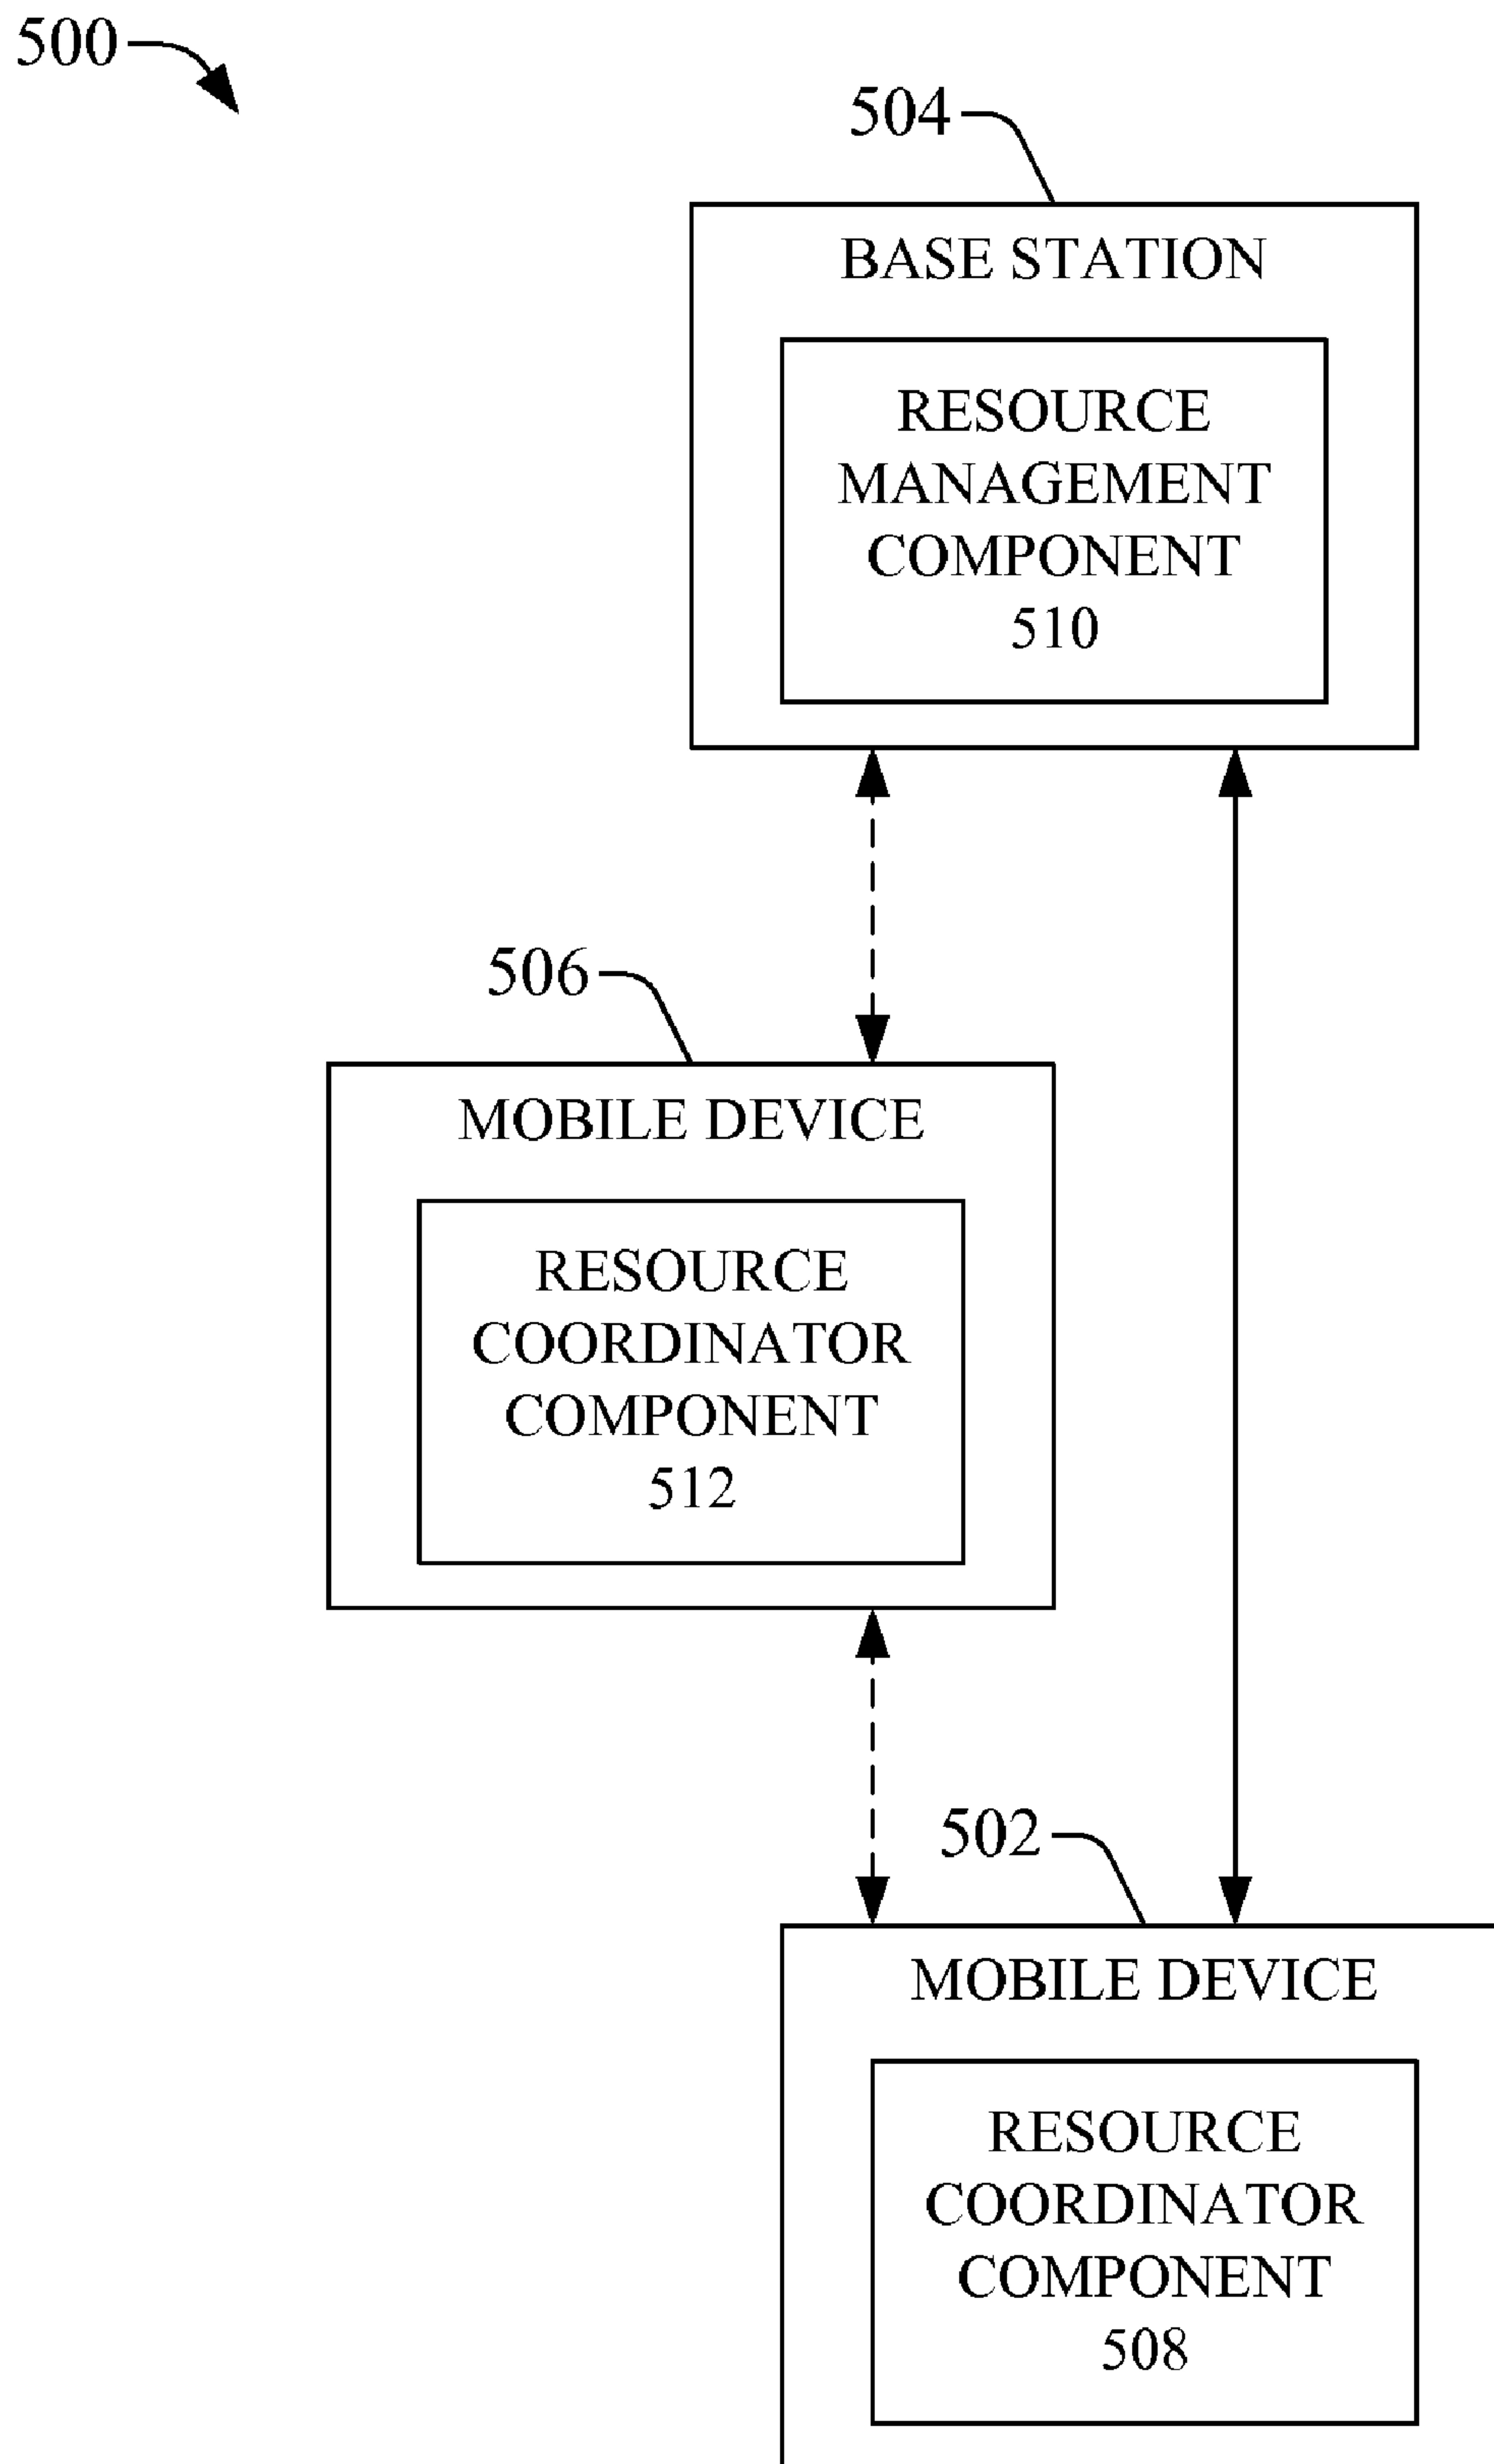 500
504
BASE STATION
RESOURCE
MANAGEMENT
COMPONENT
510
506
MOBILE DEVICE
RESOURCE
COORDINATOR
COMPONENT
512
502
MOBILE DEVICE
RESOURCE
COORDINATOR
COMPONENT
508